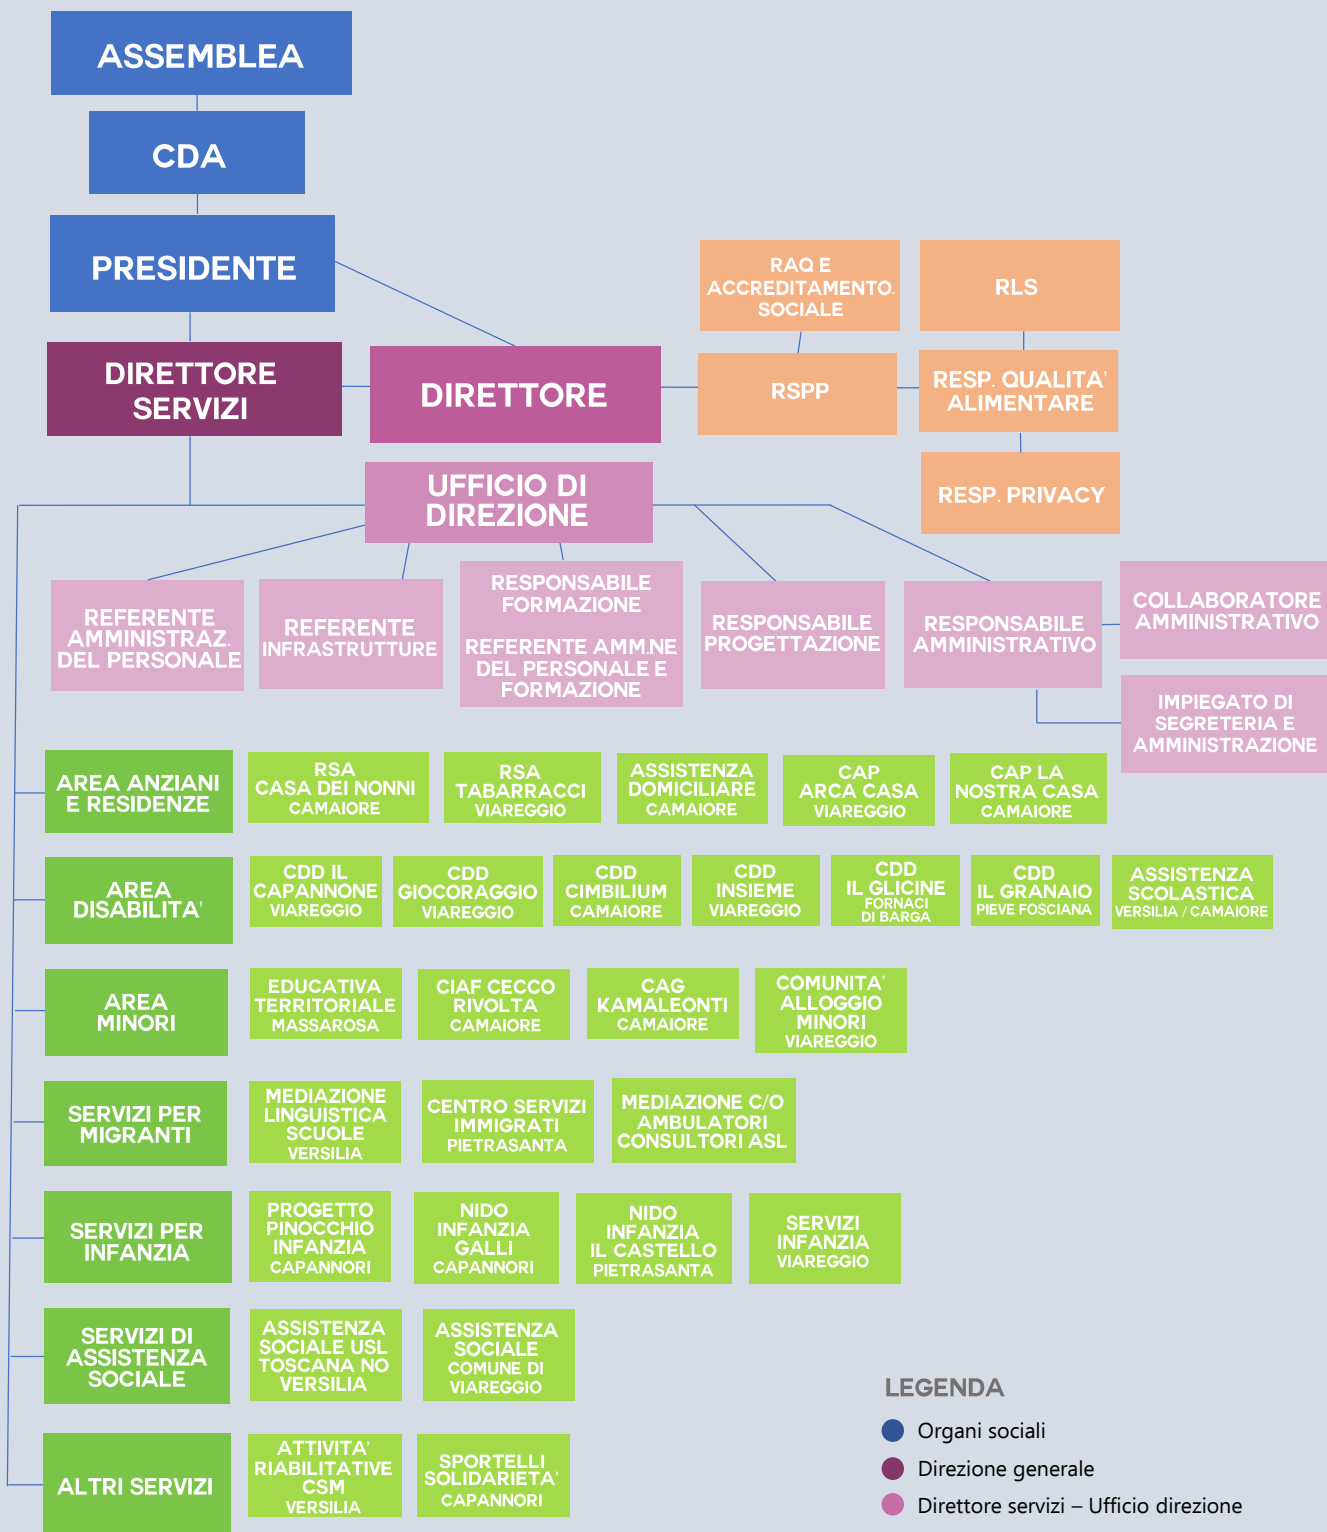 ASSEMBLEA
CDA
PRESIDENTE
RAQ E
ACCREDITAMENTO.
SOCIALE
RLS
DIRETTORE
SERVIZI
DIRETTORE
RSPP
RESP. QUALITA'
ALIMENTARE
UFFICIO DI
DIREZIONE
RESP. PRIVACY
REFERENTE
AMMINISTRAZ.
DEL PERSONALE
REFERENTE
INFRASTRUTTURE
RESPONSABILE
FORMAZIONE
REFERENTE AMM.NE
DEL PERSONALE E
FORMAZIONE
RESPONSABILE
PROGETTAZIONE
RESPONSABILE
AMMINISTRATIVO
COLLABORATORE
AMMINISTRATIVO
IMPIEGATO DI
SEGRETERIA E
AMMINISTRAZIONE
AREA ANZIANI
E RESIDENZE
RSA
CASA DEI NONNI
CAMAIORE
RSA
TABARRACCI
VIAREGGIO
ASSISTENZA
DOMICILIARE
CAMAIORE
CAP
ARCA CASA
VIAREGGIO
CAP LA
NOSTRA CASA
CAMAIORE
AREA
DISABILITA'
CDD IL
CAPANNONE
VIAREGGIO
CDD
GIOCORAGGIO
VIAREGGIO
CDD
CIMBILIUM
CAMAIORE
CDD
INSIEME
VIAREGGIO
CDD
IL GLICINE
FORNACI
DI BARGA
CDD
IL GRANAIO
PIEVE FOSCIANA
ASSISTENZA
SCOLASTICA
VERSILIA / CAMAIORE
AREA
MINORI
EDUCATIVA
TERRITORIALE
MASSAROSA
CIAF CECCO
RIVOLTA
CAMAIORE
CAG
KAMALEONTI
CAMAIORE
COMUNITA'
ALLOGGIO
MINORI
VIAREGGIO
SERVIZI PER
MIGRANTI
MEDIAZIONE
LINGUISTICA
SCUOLE
VERSILIA
CENTRO SERVIZI
IMMIGRATI
PIETRASANTA
MEDIAZIONE C/O
AMBULATORI
CONSULTORI ASL
SERVIZI PER
INFANZIA
PROGETTO
PINOCCHIO
INFANZIA
CAPANNORI
NIDO
INFANZIA
GALLI
CAPANNORI
NIDO
INFANZIA
IL CASTELLO
PIETRASANTA
SERVIZI
INFANZIA
VIAREGGIO
SERVIZI DI
ASSISTENZA
SOCIALE
ASSISTENZA
SOCIALE USL
TOSCANA NO
VERSILIA
ASSISTENZA
SOCIALE
COMUNE DI
VIAREGGIO
ALTRI SERVIZI
ATTIVITA'
RIABILITATIVE
CSM
VERSILIA
SPORTELLI
SOLIDARIETA'
CAPANNORI
LEGENDA
Organi sociali
Direzione generale
Direttore servizi – Ufficio direzione